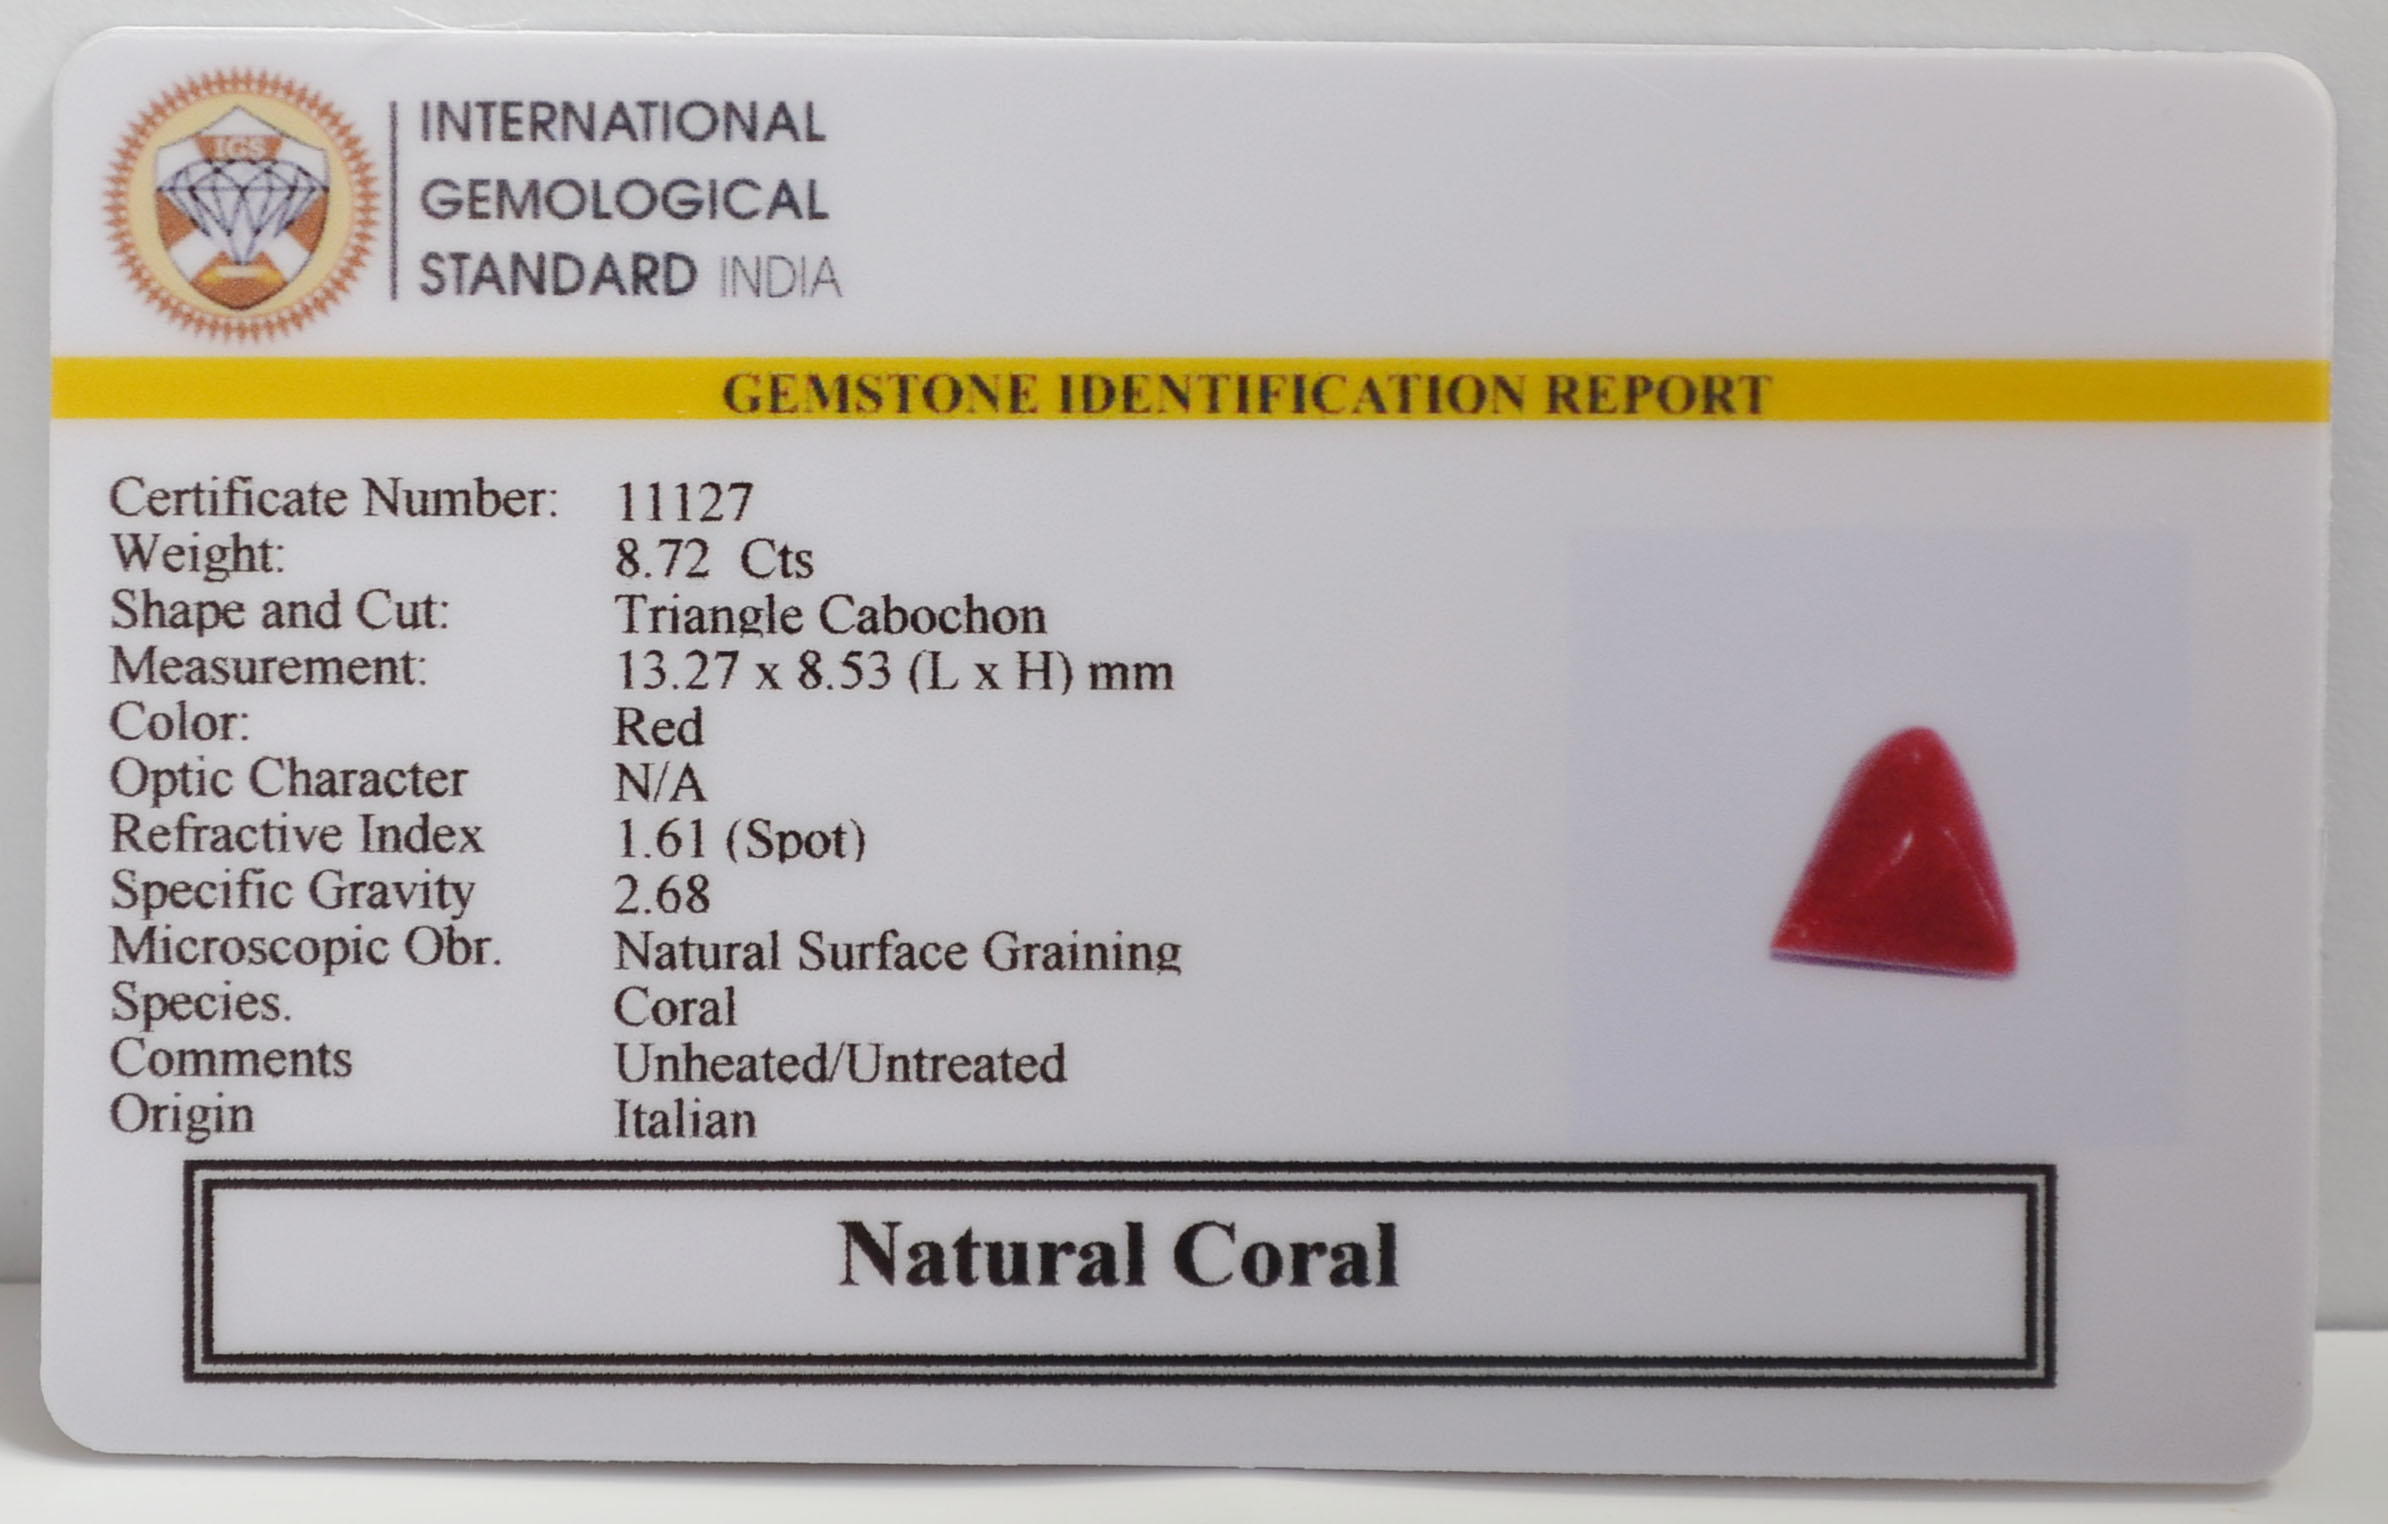 IGS
INTERNATIONAL
GEMOLOGICAL
STANDARD INDIA
GEMSTONE IDENTIFICATION REPORT
Certificate Number: 11127
Weight: 8.72 Cts
Shape and Cut: Triangle Cabochon
Measurement: 13.27 x 8.53 (L x H) mm
Color: Red
Optic Character N/A
Refractive Index 1.61 (Spot)
Specific Gravity 2.68
Microscopic Obr. Natural Surface Graining
Species. Coral
Comments Unheated/Untreated
Origin Italian
Natural Coral